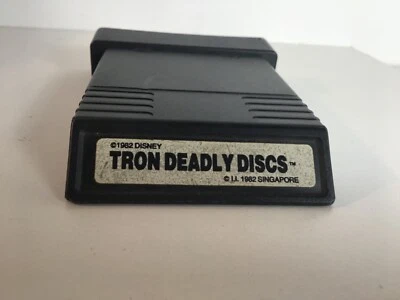 ©1982 DISNEY
TRON DEADLY DISCS™
© I.I. 1982 SINGAPORE